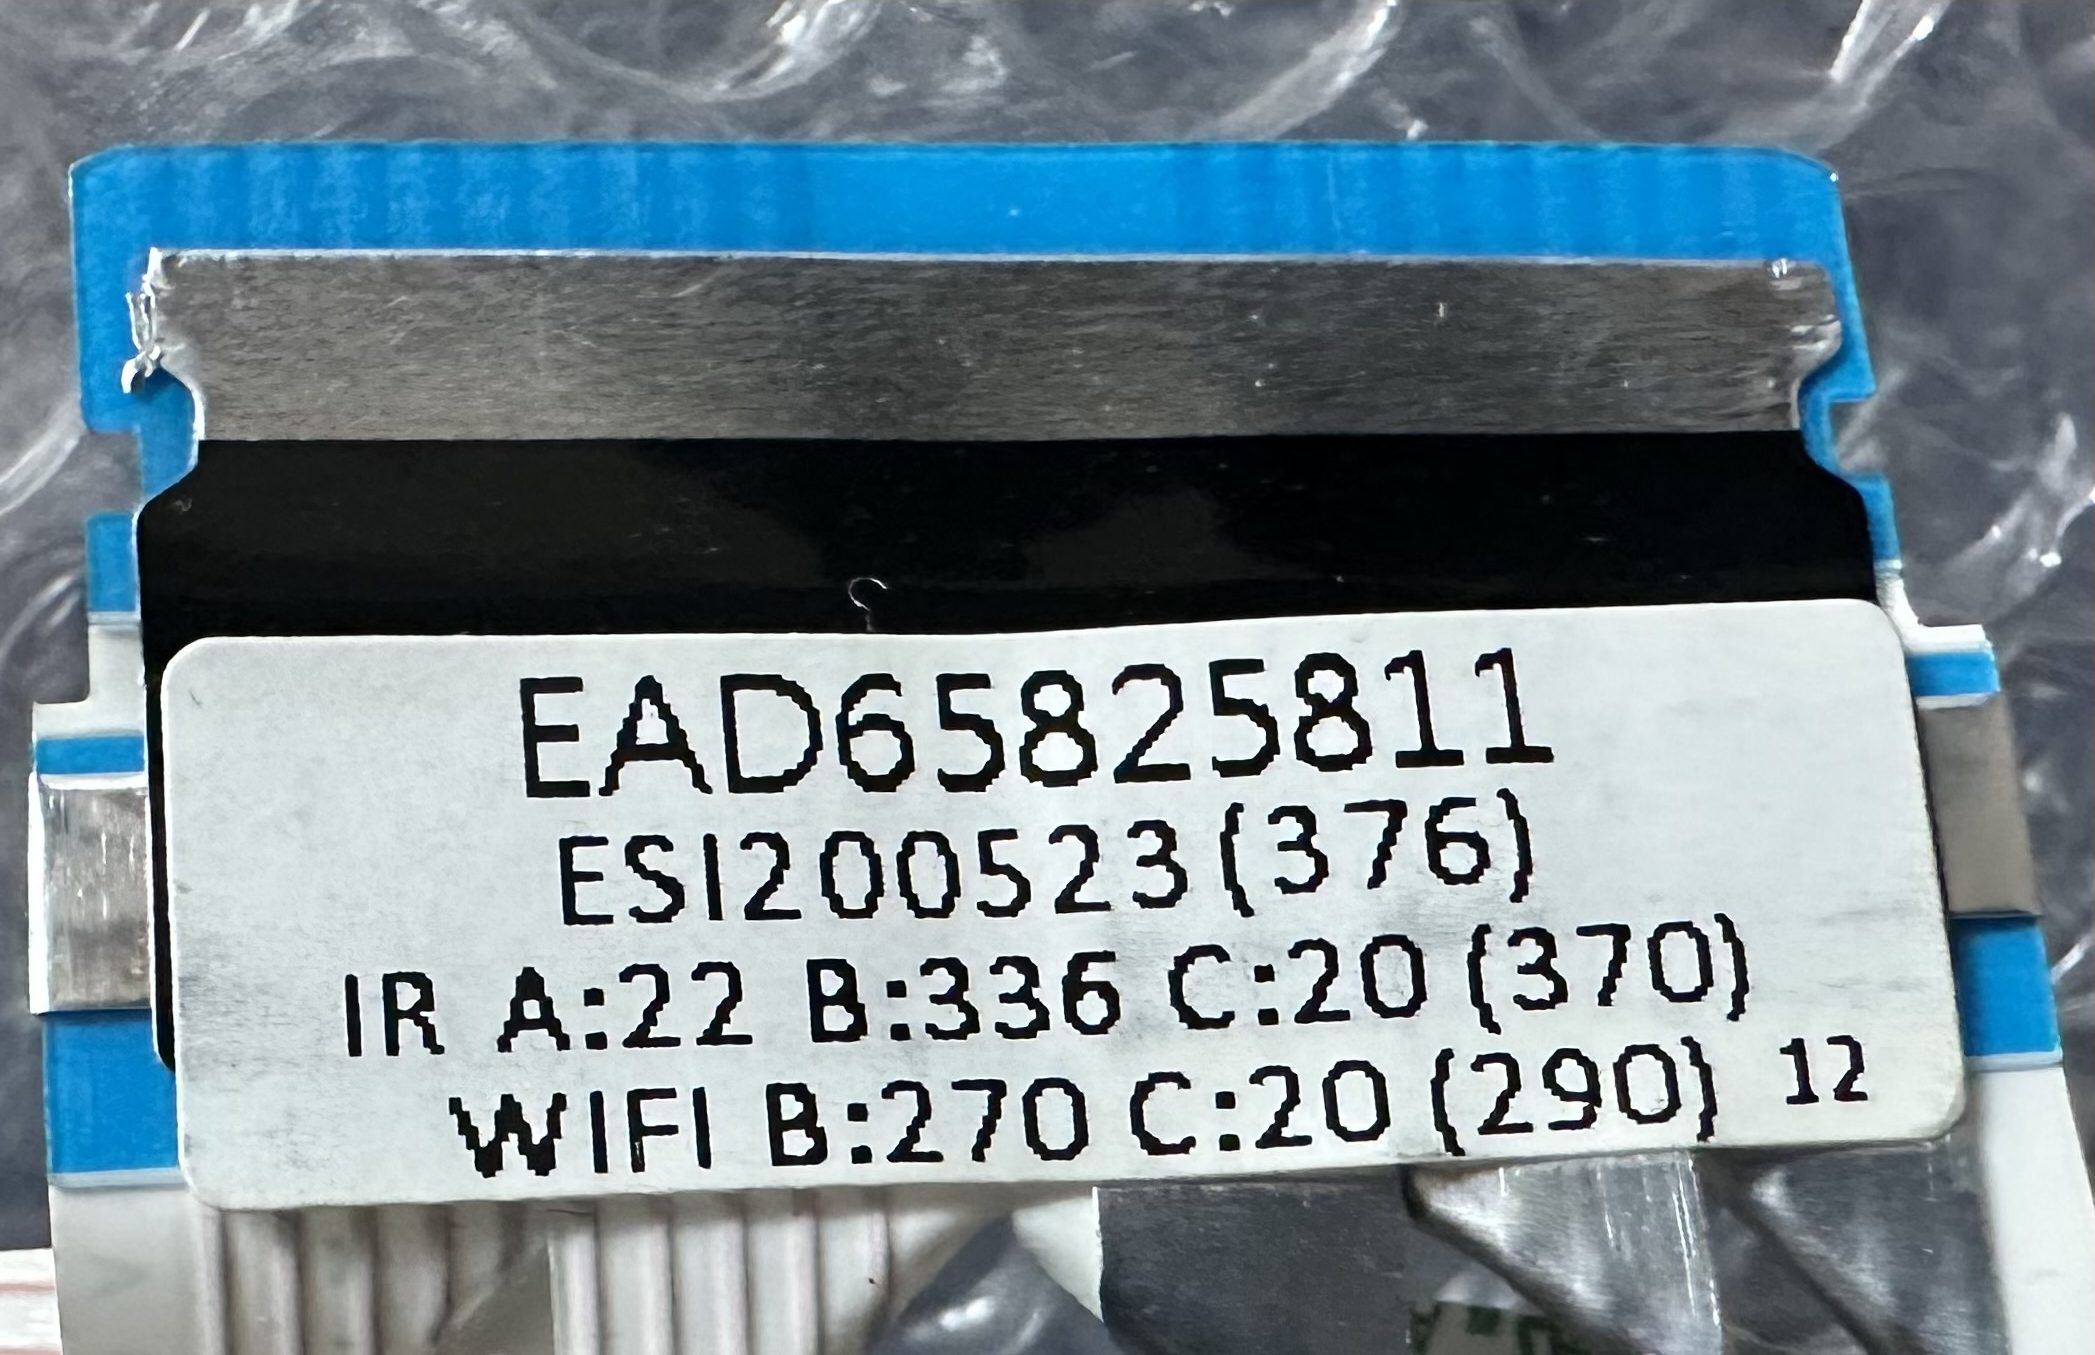 EAD65825811
ESI200523(376)
IR A:22 B:336 C:20 (370)
WIFI B:270 C:20 (290) 12